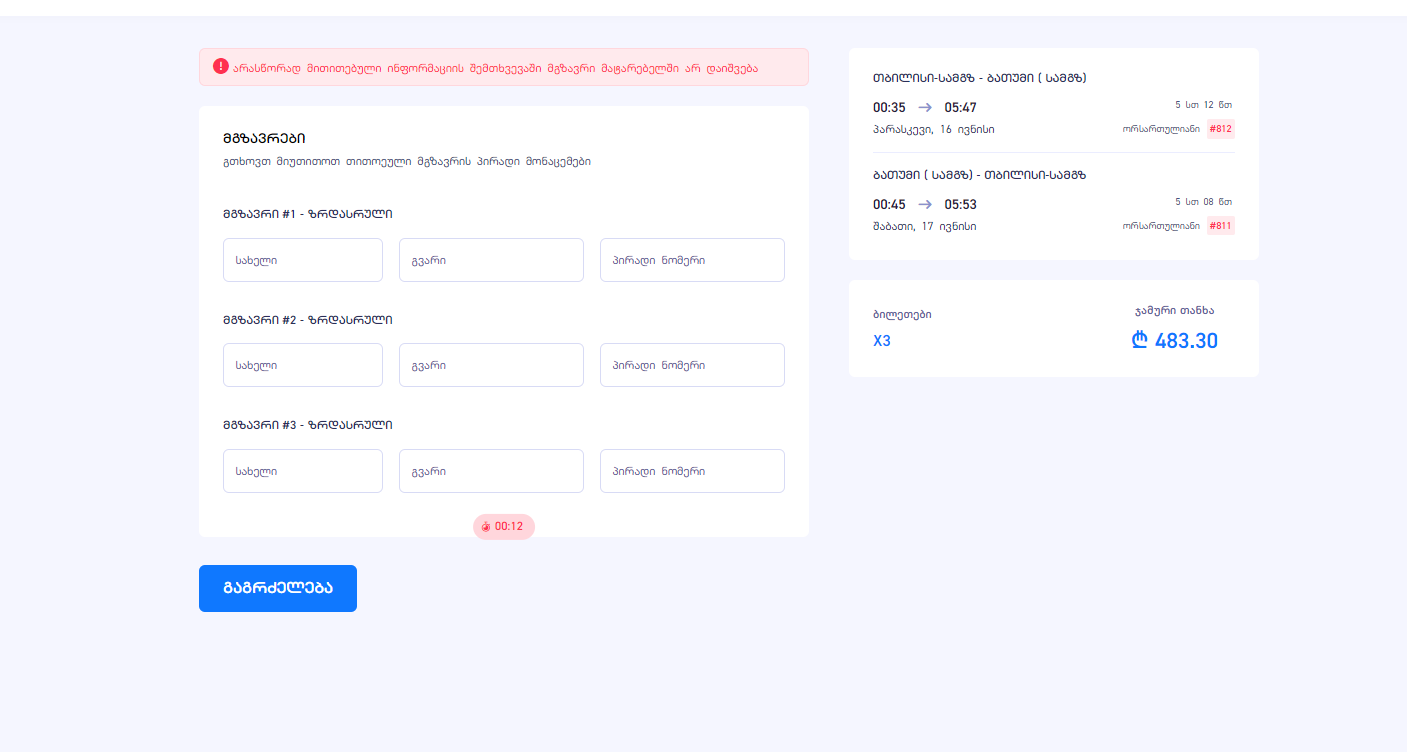 არასწორად მითითებული ინფორმაციის შემთხვევაში მგზავრი მატარებელში არ დაიშვება
მგზავრები
გთხოვთ მიუთითოთ თითოეული მგზავრის პირადი მონაცემები
მგზავრი #1 - ზრდასრული
სახელი გვარი პირადი ნომერი
მგზავრი #2 - ზრდასრული
სახელი გვარი პირადი ნომერი
მგზავრი #3 - ზრდასრული
სახელი გვარი პირადი ნომერი
00:12
გაგრძელება
თბილისი-სამგზ - ბათუმი ( სამგზ)
00:35 → 05:47 5 სთ 12 წთ
პარასკევი, 16 ივნისი ორსართულიანი #812
ბათუმი ( სამგზ) - თბილისი-სამგზ
00:45 → 05:53 5 სთ 08 წთ
შაბათი, 17 ივნისი ორსართულიანი #811
ბილეთები ჯამური თანხა
X3 ₾ 483.30